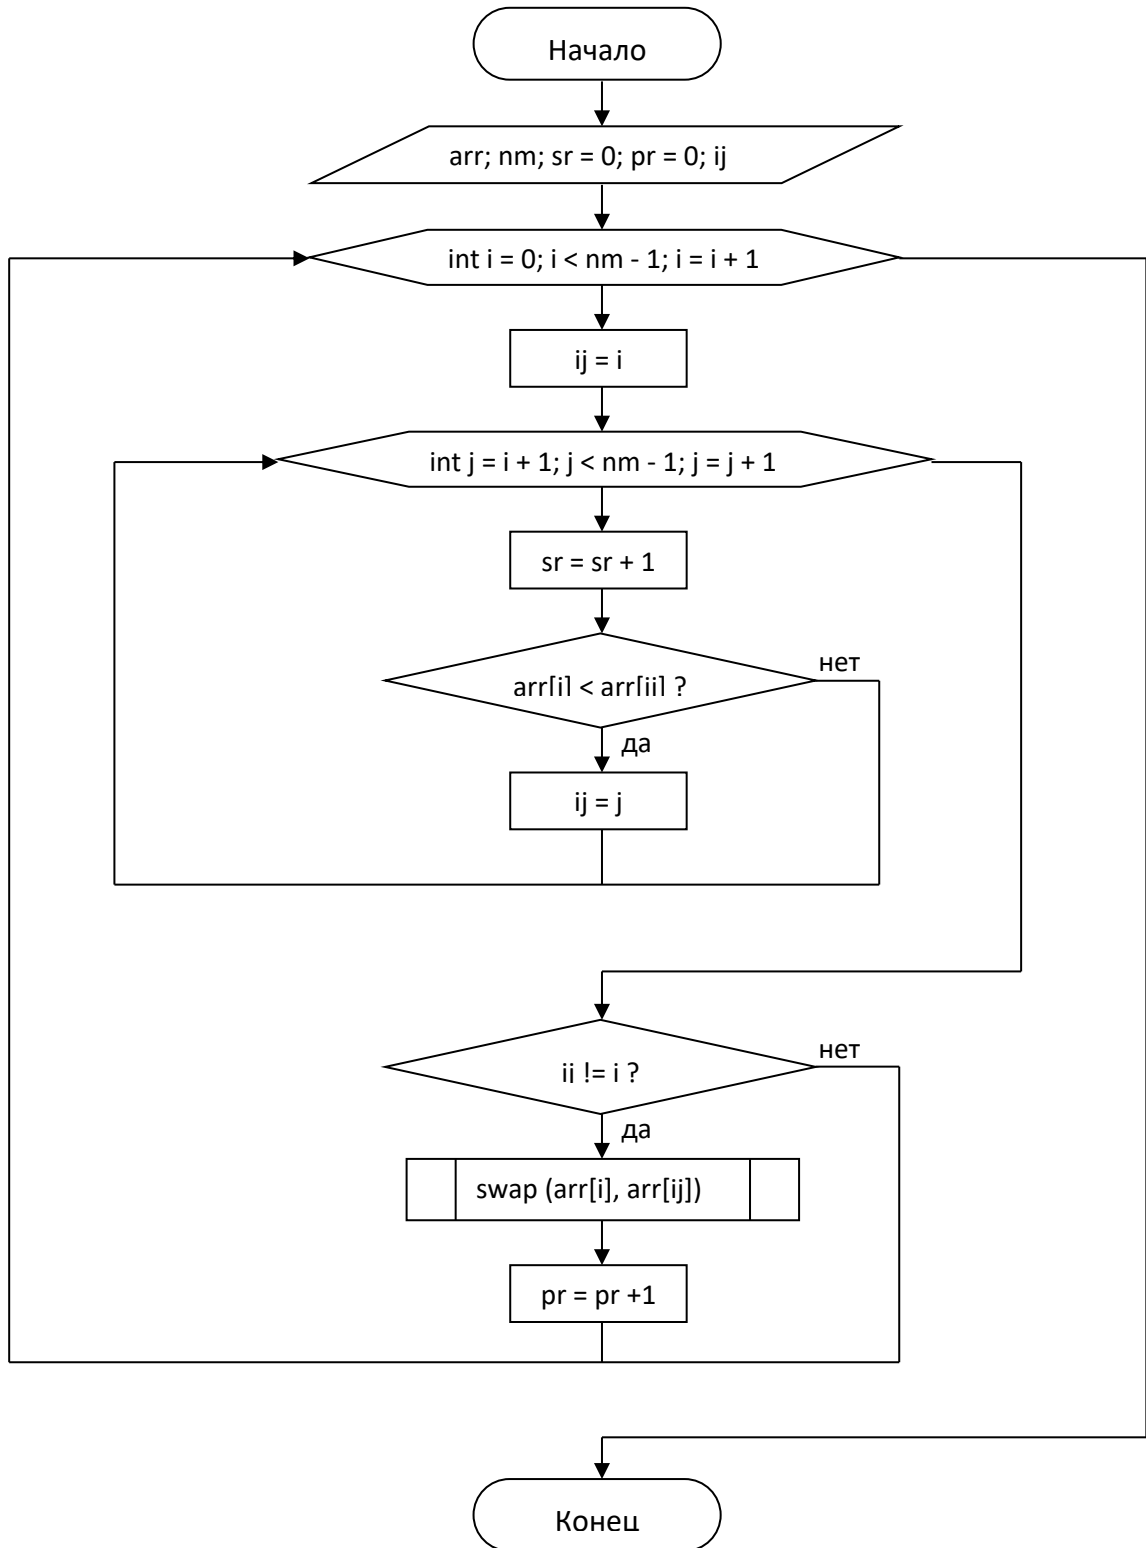 Начало
arr; nm; sr = 0; pr = 0; ij
int i = 0; i < nm - 1; i = i + 1
ij = i
int j = i + 1; j < nm - 1; j = j + 1
sr = sr + 1
arr[j] < arr[ij] ?
нет
да
ij = j
ij != i ?
нет
да
swap (arr[i], arr[ij])
pr = pr +1
Конец